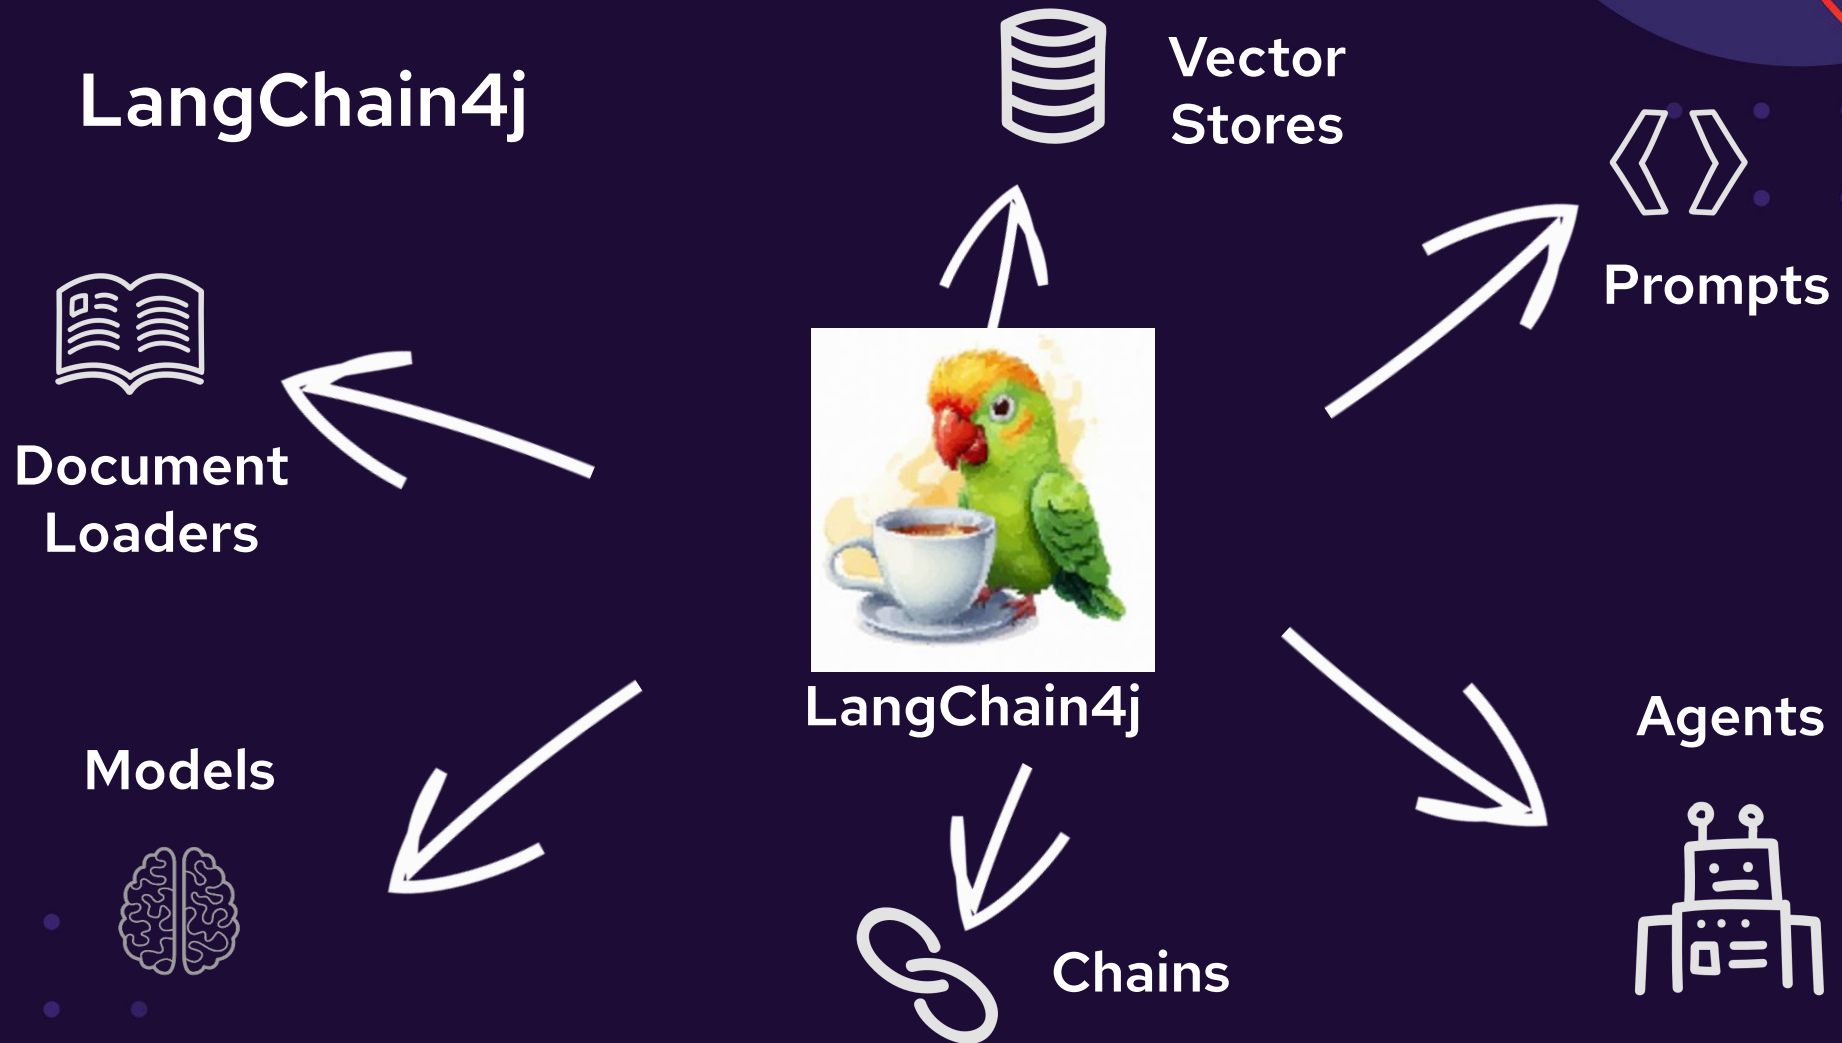 LangChain4j
Vector
Stores
Prompts
Document
Loaders
LangChain4j
Agents
Models
Chains